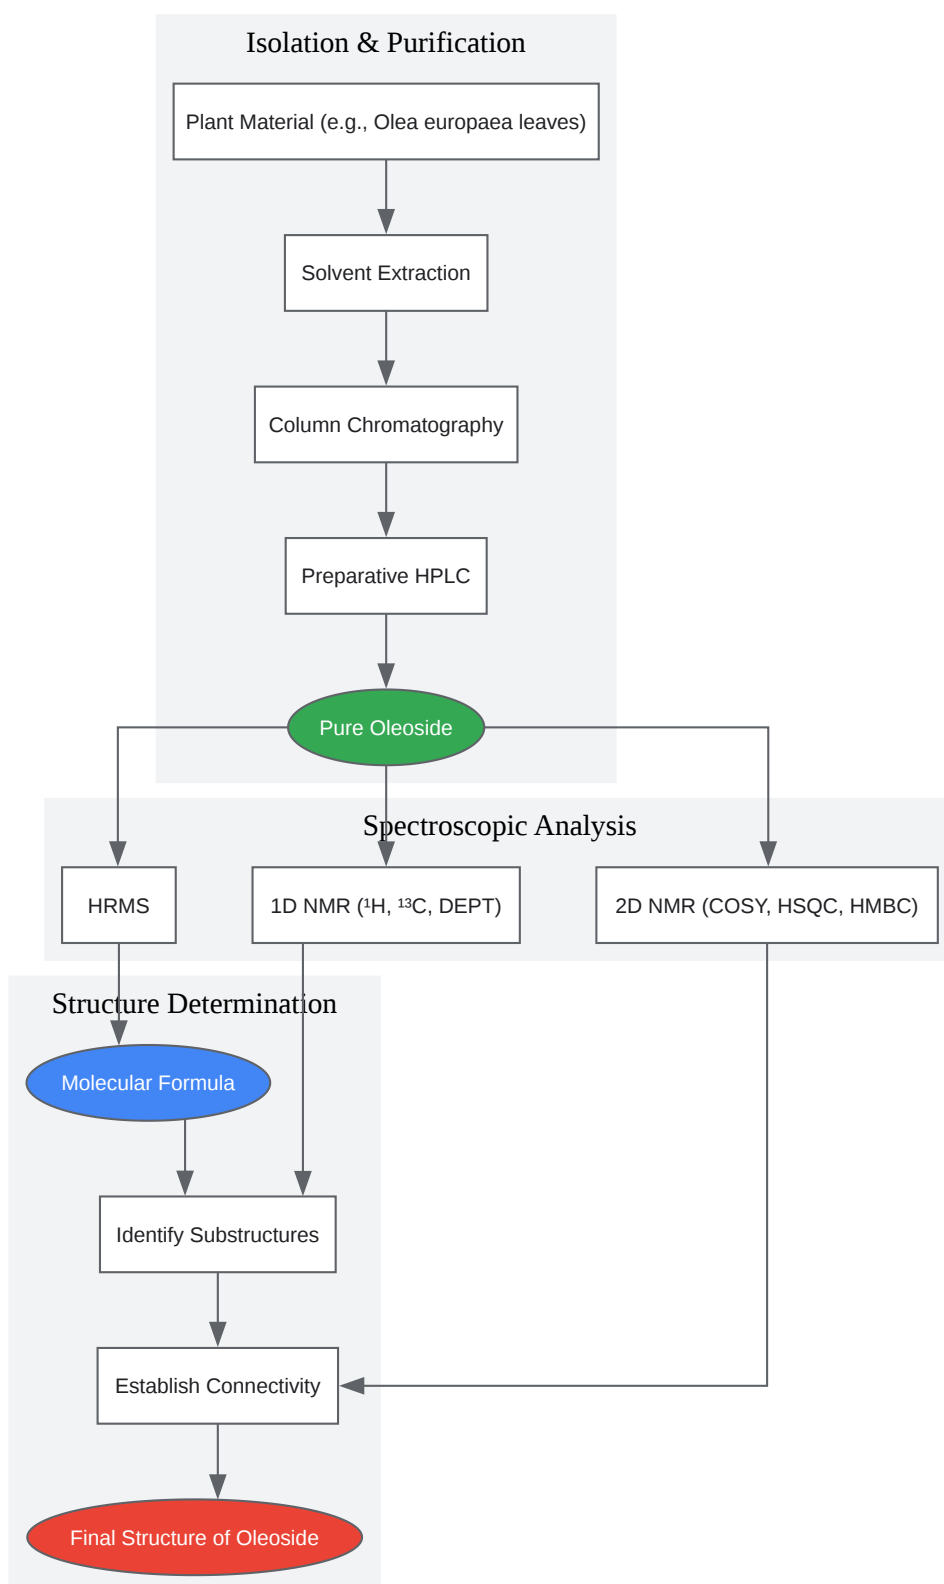 Isolation & Purification
Plant Material (e.g., Olea europaea leaves)
Solvent Extraction
Column Chromatography
Preparative HPLC
Pure Oleoside
Spectroscopic Analysis
HRMS
1D NMR (¹H, ¹³C, DEPT)
2D NMR (COSY, HSQC, HMBC)
Structure Determination
Molecular Formula
Identify Substructures
Establish Connectivity
Final Structure of Oleoside